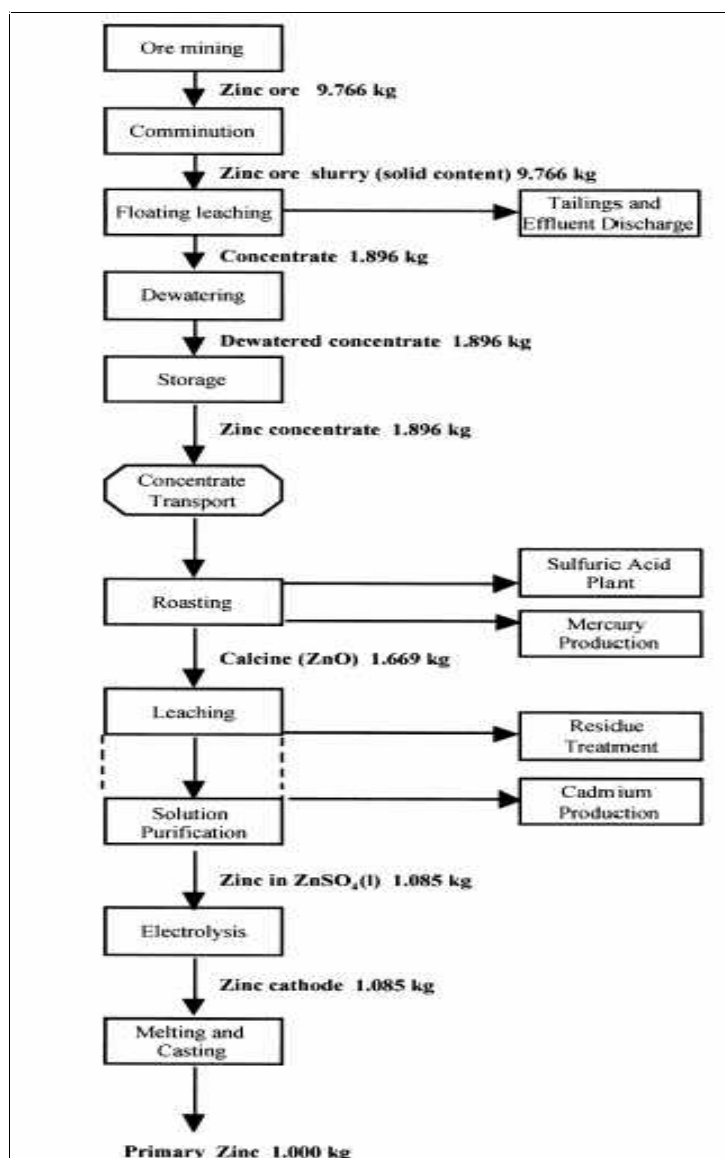 Ore mining
Zinc ore 9.766 kg
Comminution
Zinc ore slurry (solid content) 9.766 kg
Floating leaching
Tailings and
Effluent Discharge
Concentrate 1.896 kg
Dewatering
Dewatered concentrate 1.896 kg
Storage
Zinc concentrate 1.896 kg
Concentrate
Transport
Sulfuric Acid
Plant
Roasting
Mercury
Production
Calcine (ZnO) 1.669 kg
Leaching
Residue
Treatment
Cadmium
Production
Solution
Purification
Zinc in ZnSO₄(l) 1.085 kg
Electrolysis
Zinc cathode 1.085 kg
Melting and
Casting
Primary Zinc 1.000 kg